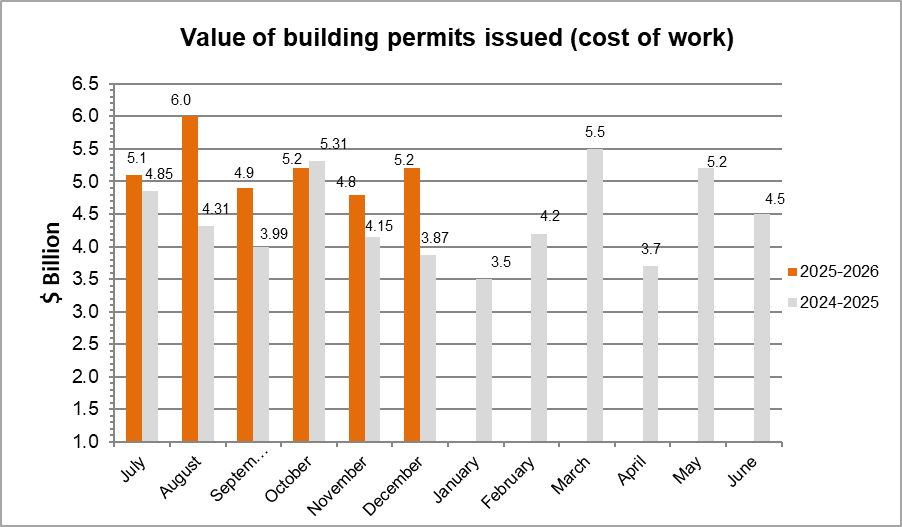 Value of building permits issued (cost of work)
$ Billion
6.5
6.0
5.5
5.0
4.5
4.0
3.5
3.0
2.5
2.0
1.5
1.0
5.1
4.85
6.0
4.31
4.9
3.99
5.2
5.31
4.8
4.15
5.2
3.87
3.5
4.2
5.5
3.7
5.2
4.5
July
August
Septem...
October
November
December
January
February
March
April
May
June
2025-2026
2024-2025